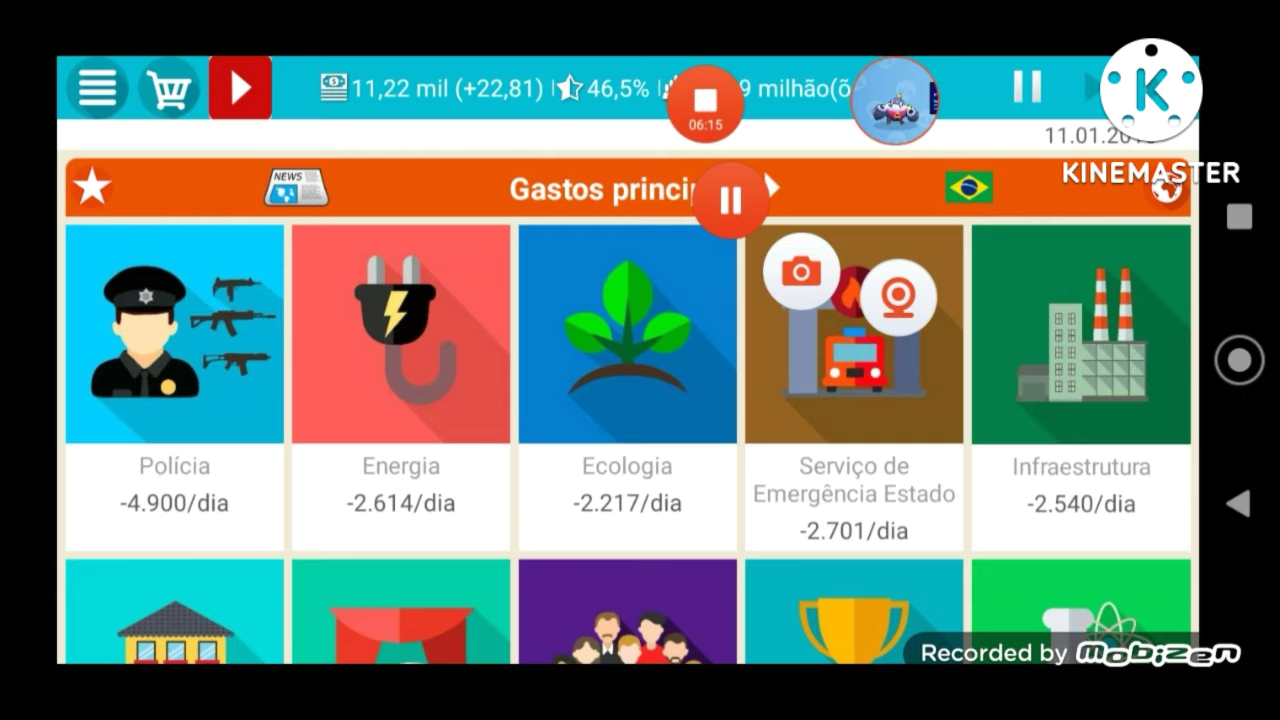 11,22 mil (+22,81)
46,5%
9 milhão(õ
06:15
K
KINEMASTER
11.01.20
NEWS
Gastos princip
Polícia
-4.900/dia
Energia
-2.614/dia
Ecologia
-2.217/dia
Serviço de
Emergência Estado
-2.701/dia
Infraestrutura
-2.540/dia
Recorded by mobizen